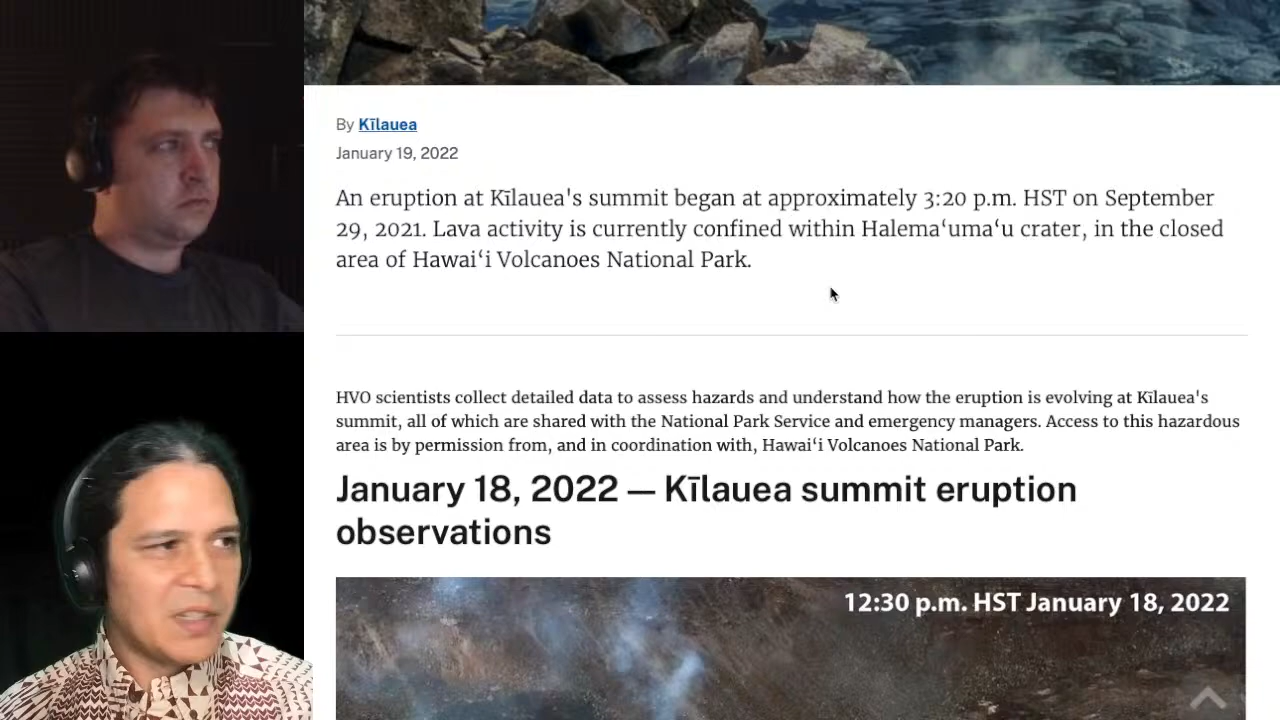 By Kīlauea
January 19, 2022
An eruption at Kīlauea's summit began at approximately 3:20 p.m. HST on September
29, 2021. Lava activity is currently confined within Halemaʻumaʻu crater, in the closed
area of Hawaiʻi Volcanoes National Park.
HVO scientists collect detailed data to assess hazards and understand how the eruption is evolving at Kīlauea's
summit, all of which are shared with the National Park Service and emergency managers. Access to this hazardous
area is by permission from, and in coordination with, Hawaiʻi Volcanoes National Park.
January 18, 2022 — Kīlauea summit eruption
observations
12:30 p.m. HST January 18, 2022